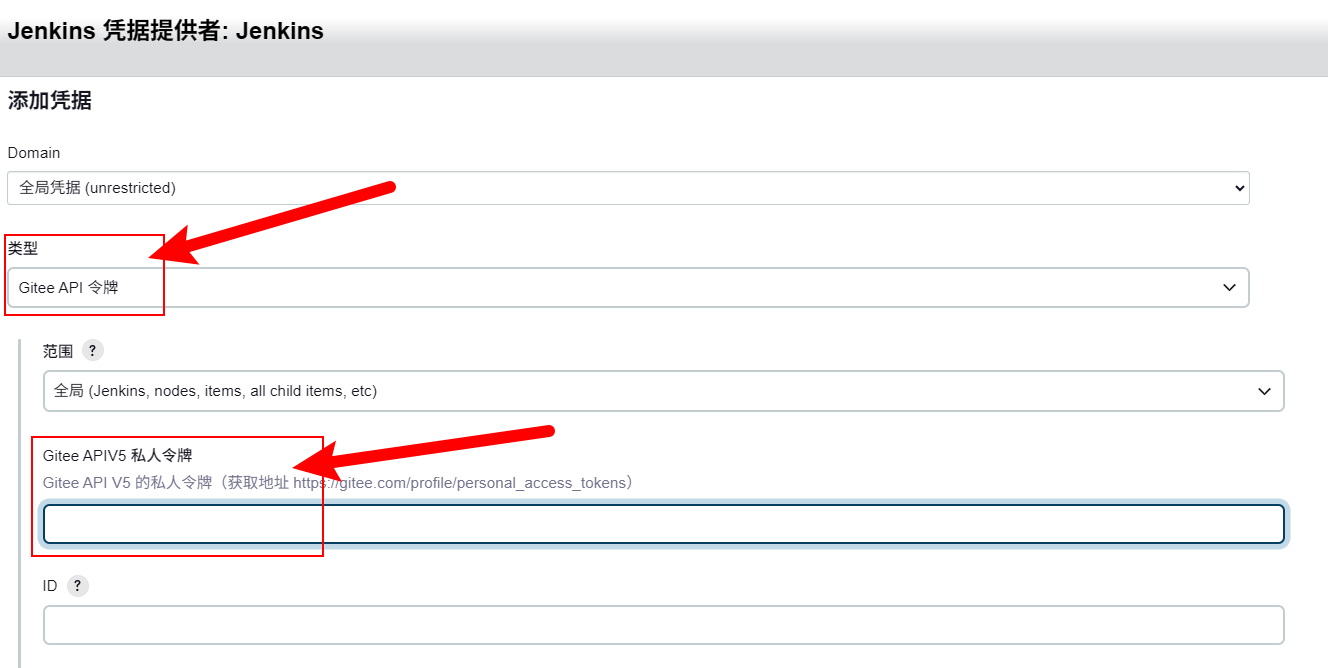 Jenkins 凭据提供者: Jenkins
添加凭据
Domain
全局凭据 (unrestricted)
类型
Gitee API 令牌
范围 ?
全局 (Jenkins, nodes, items, all child items, etc)
Gitee APIV5 私人令牌
Gitee API V5 的私人令牌（获取地址 https://gitee.com/profile/personal_access_tokens）
ID ?